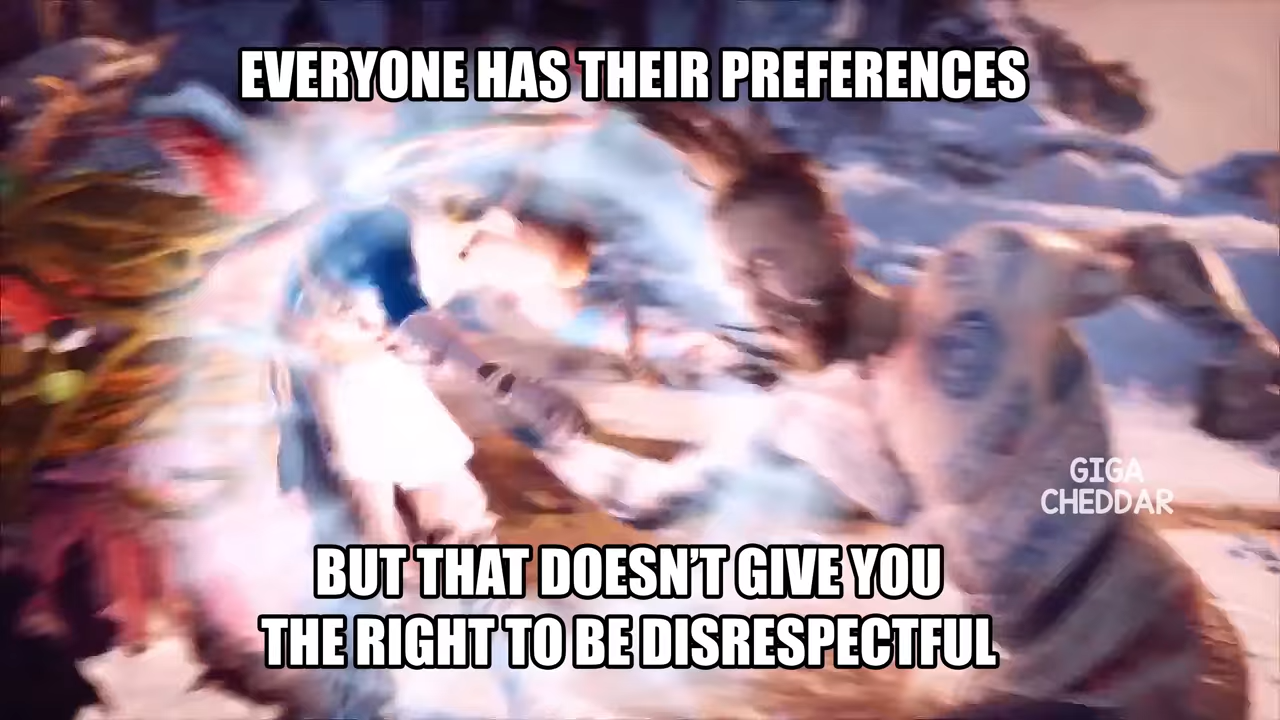 EVERYONE HAS THEIR PREFERENCES
GIGA
CHEDDAR
BUT THAT DOESN'T GIVE YOU
THE RIGHT TO BE DISRESPECTFUL